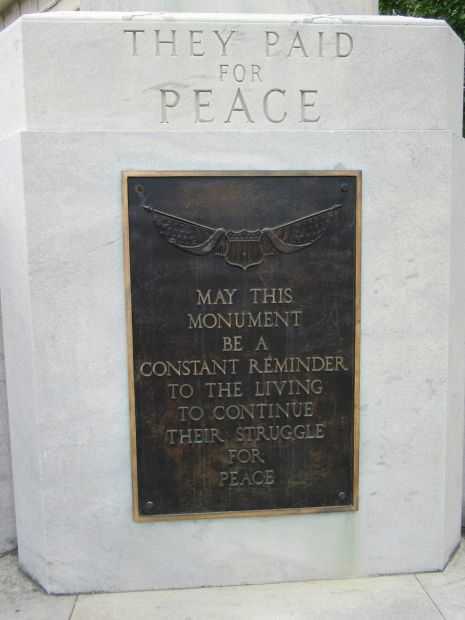 THEY PAID
FOR
PEACE
MAY THIS
MONUMENT
BE A
CONSTANT REMINDER
TO THE LIVING
TO CONTINUE
THEIR STRUGGLE
FOR
PEACE